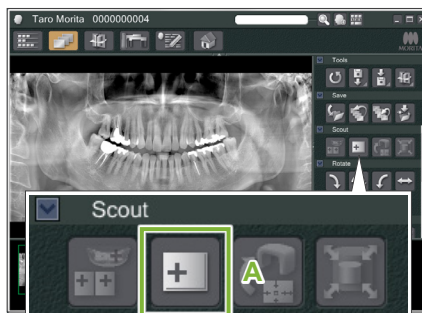 Taro Morita 0000000004
MORITA
Tools
Save
Scout
Rotate
Scout
A